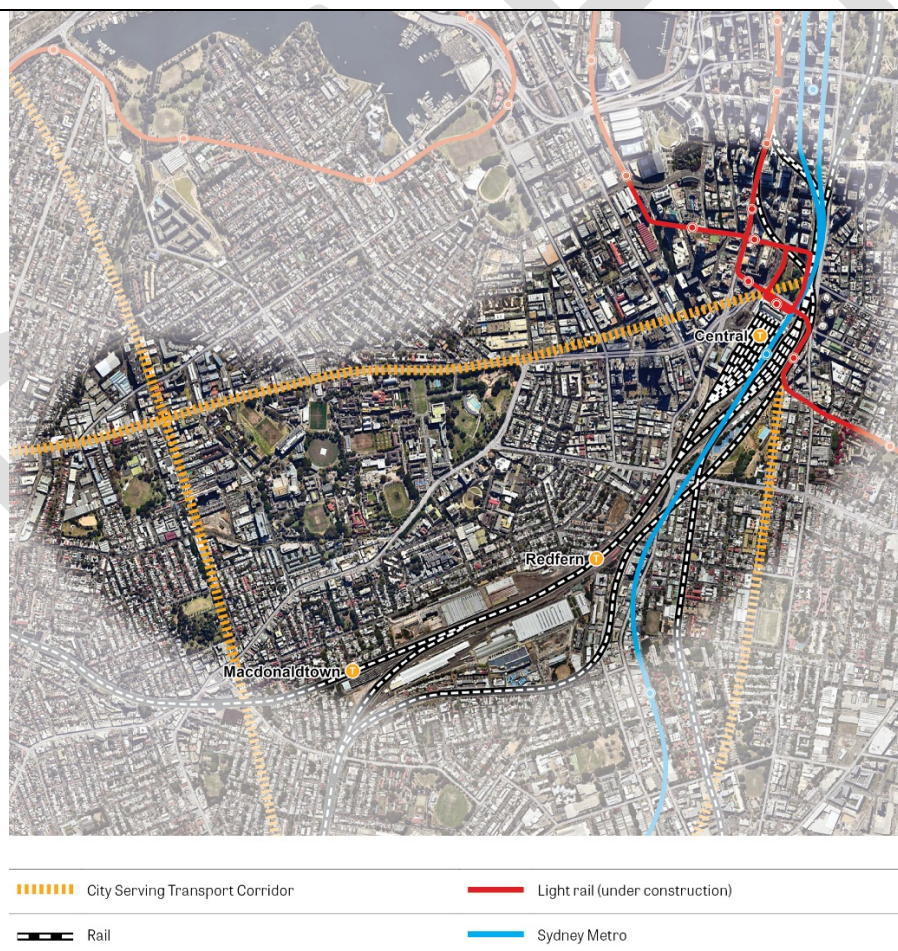 Central
T
Redfern
T
Macdonaldtown
T
City Serving Transport Corridor
Light rail (under construction)
Rail
Sydney Metro